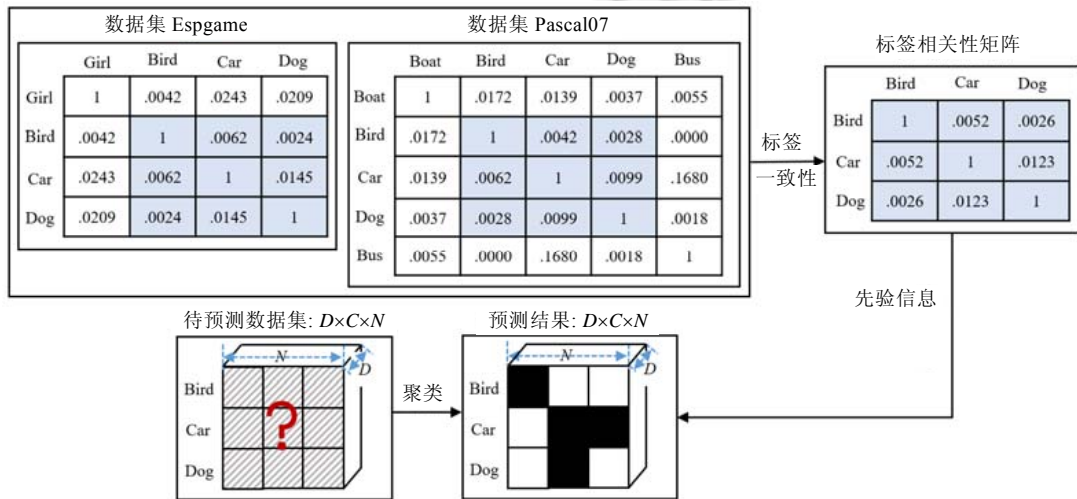 数据集 Espgame
Girl Bird Car Dog
Girl 1 .0042 .0243 .0209
Bird .0042 1 .0062 .0024
Car .0243 .0062 1 .0145
Dog .0209 .0024 .0145 1
数据集 Pascal07
Boat Bird Car Dog Bus
Boat 1 .0172 .0139 .0037 .0055
Bird .0172 1 .0042 .0028 .0000
Car .0139 .0062 1 .0099 .1680
Dog .0037 .0028 .0099 1 .0018
Bus .0055 .0000 .1680 .0018 1
标签
一致性
标签相关性矩阵
Bird Car Dog
Bird 1 .0052 .0026
Car .0052 1 .0123
Dog .0026 .0123 1
先验信息
待预测数据集: D×C×N
N
D
Bird
Car
Dog
?
聚类
预测结果: D×C×N
N
D
Bird
Car
Dog